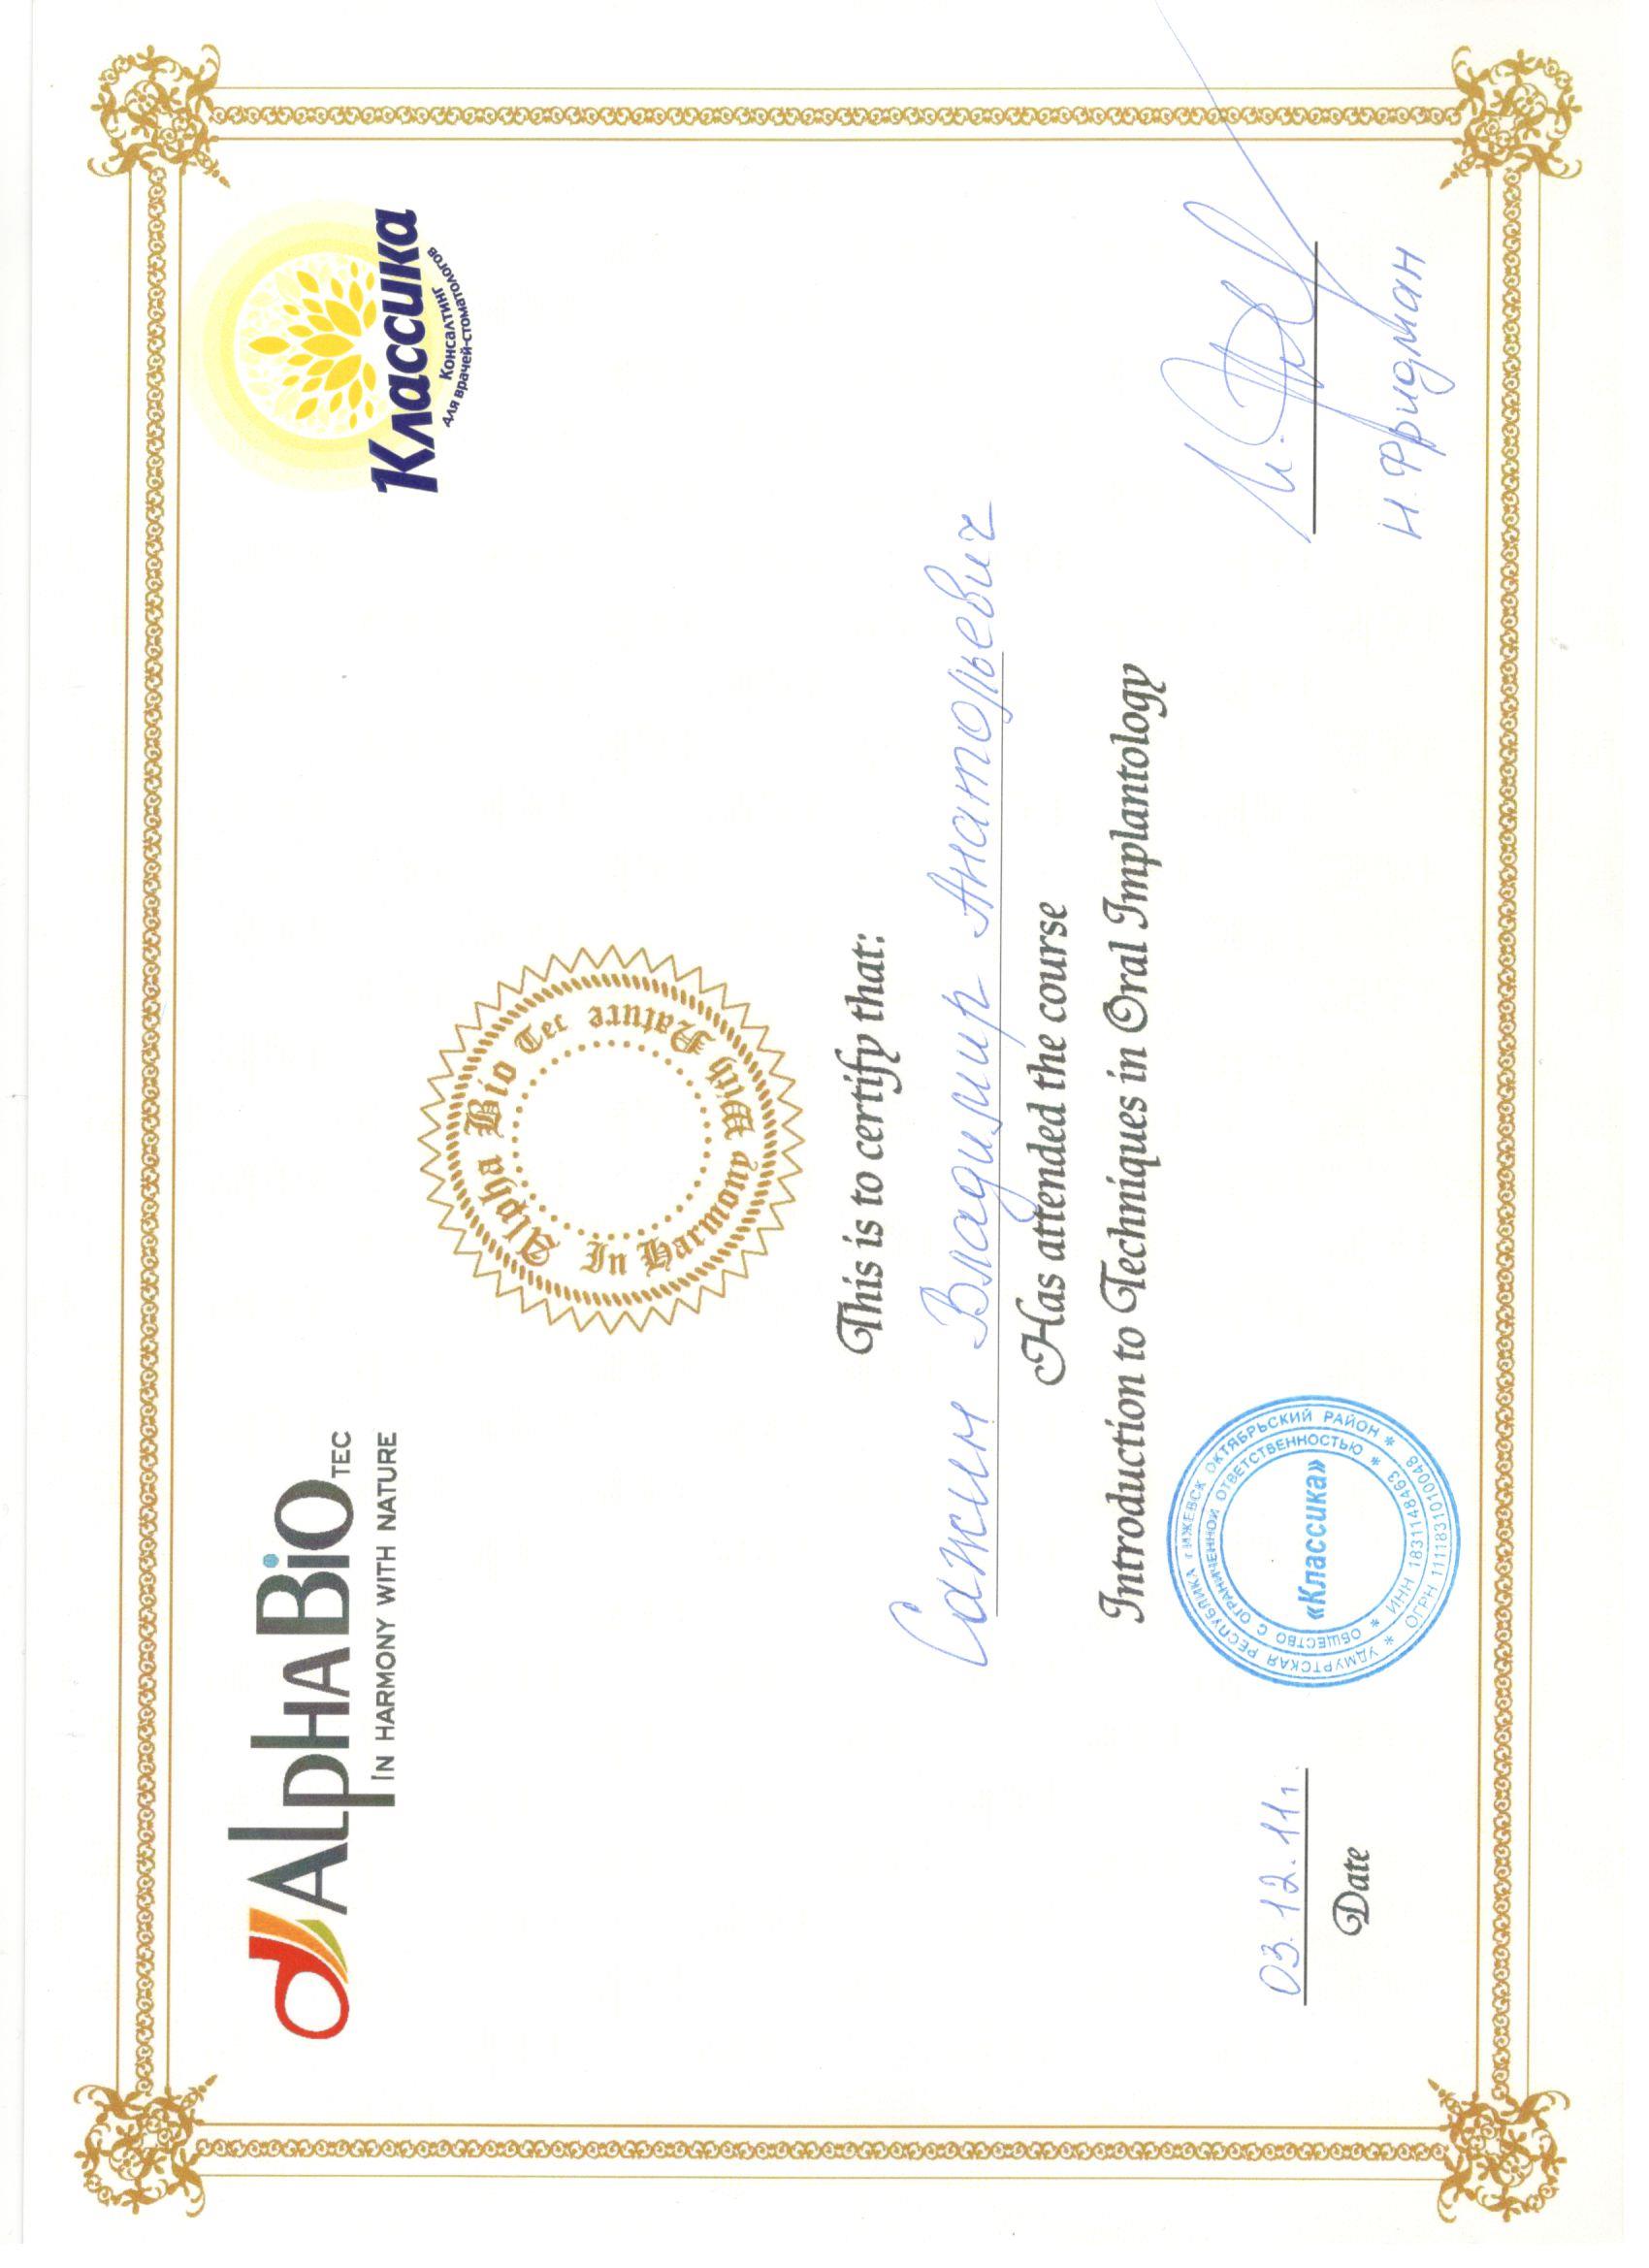 AlphaBio TEC
IN HARMONY WITH NATURE
Классика
Консалтинг
для врачей-стоматологов
Alpha Bio Tec
In Harmony With Nature
This is to certify that:
Сажин Владимир Анатольевич
Has attended the course
Introduction to Techniques in Oral Implantology
03.12.11г.
Date
УДМУРТСКАЯ РЕСПУБЛИКА г ИЖЕВСК ОКТЯБРЬСКИЙ РАЙОН *
ОБЩЕСТВО С ОГРАНИЧЕННОЙ ОТВЕТСТВЕННОСТЬЮ *
«Классика»
* ИНН 1831148463 *
* ОГРН 1111831010048 *
Н. Фридман